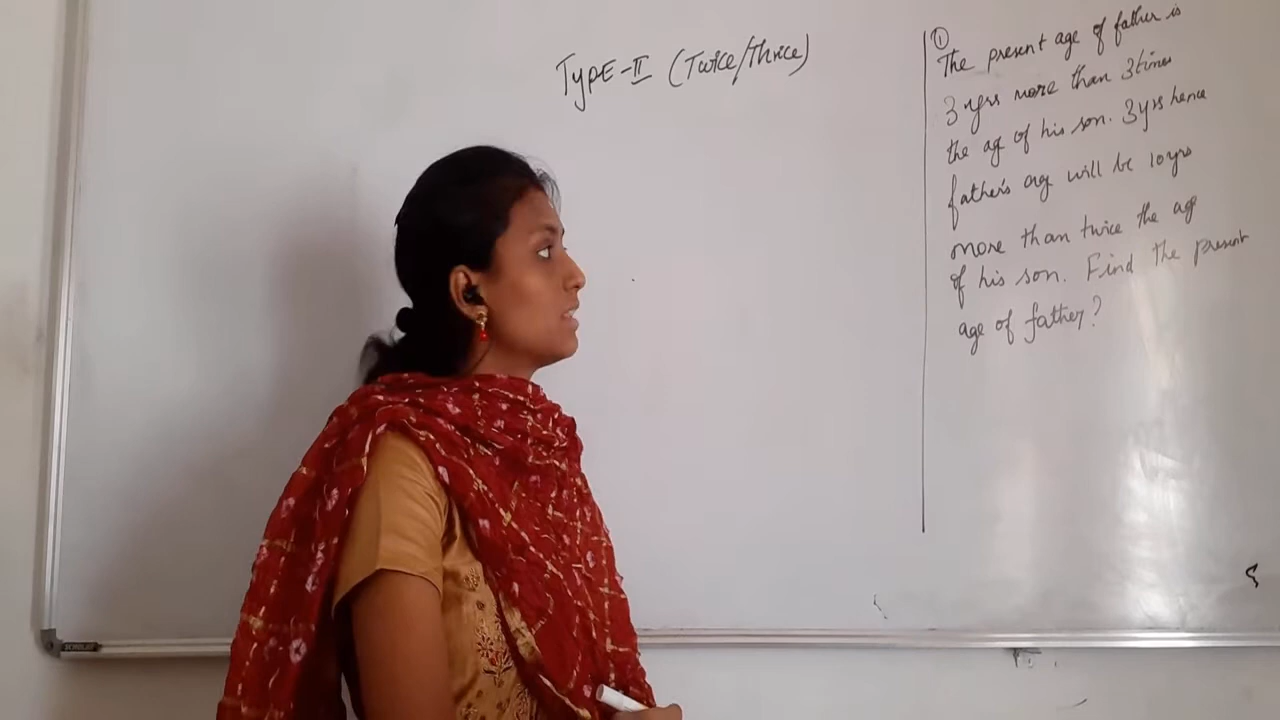 TYPE-II (Twice/Thrice)
①
The present age of father is
3 yrs more than 3 times
the age of his son. 3 yrs hence
father's age will be 10 yrs
more than twice the age
of his son. Find the present
age of father?